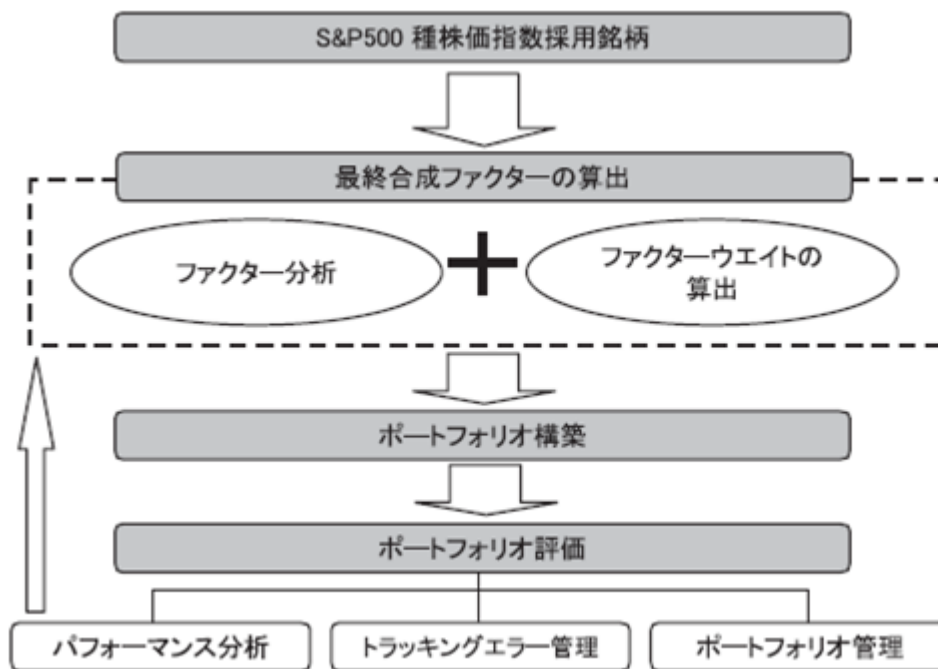 S&P500 種株価指数採用銘柄
最終合成ファクターの算出
ファクター分析
ファクターウエイトの
算出
ポートフォリオ構築
ポートフォリオ評価
パフォーマンス分析
トラッキングエラー管理
ポートフォリオ管理